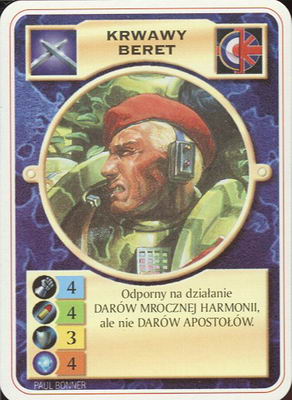 KRWAWY
BERET
4
4
3
4
Odporny na działanie
DARÓW MROCZNEJ HARMONII,
ale nie DARÓW APOSTOŁÓW.
PAUL BONNER